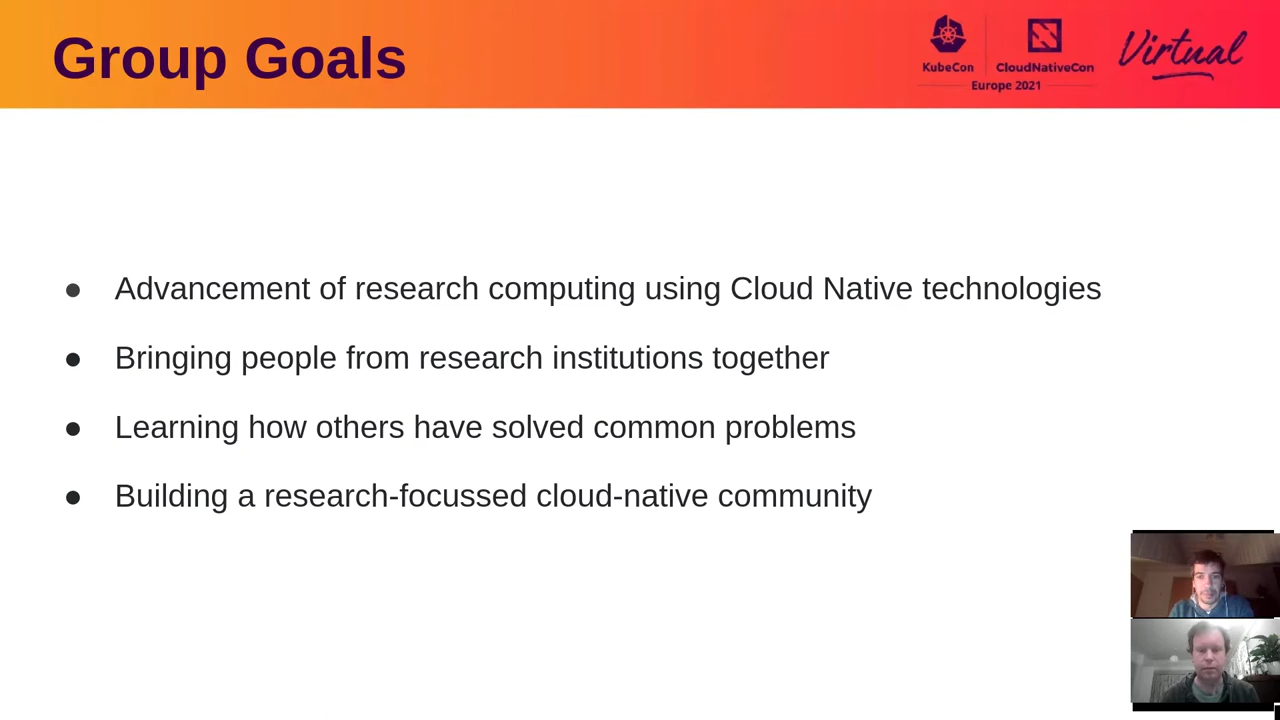 Group Goals
KubeCon
CloudNativeCon
Europe 2021
Virtual
● Advancement of research computing using Cloud Native technologies
● Bringing people from research institutions together
● Learning how others have solved common problems
● Building a research-focussed cloud-native community